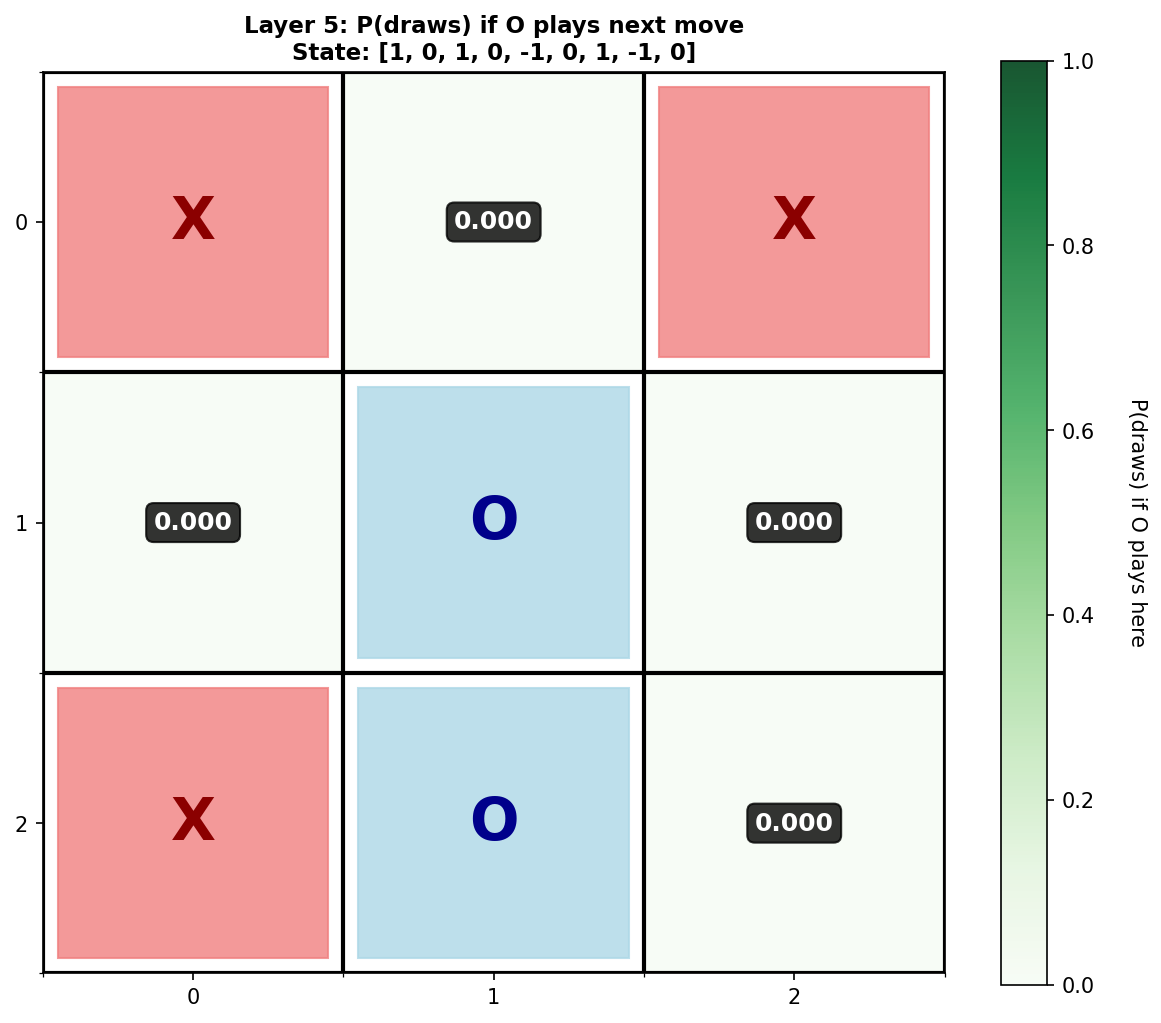 Layer 5: P(draws) if O plays next move
State: [1, 0, 1, 0, -1, 0, 1, -1, 0]
X
0.000
X
0
0.000
O
0.000
1
X
O
0.000
2
0
1
2
1.0
0.8
0.6
0.4
0.2
0.0
P(draws) if O plays here